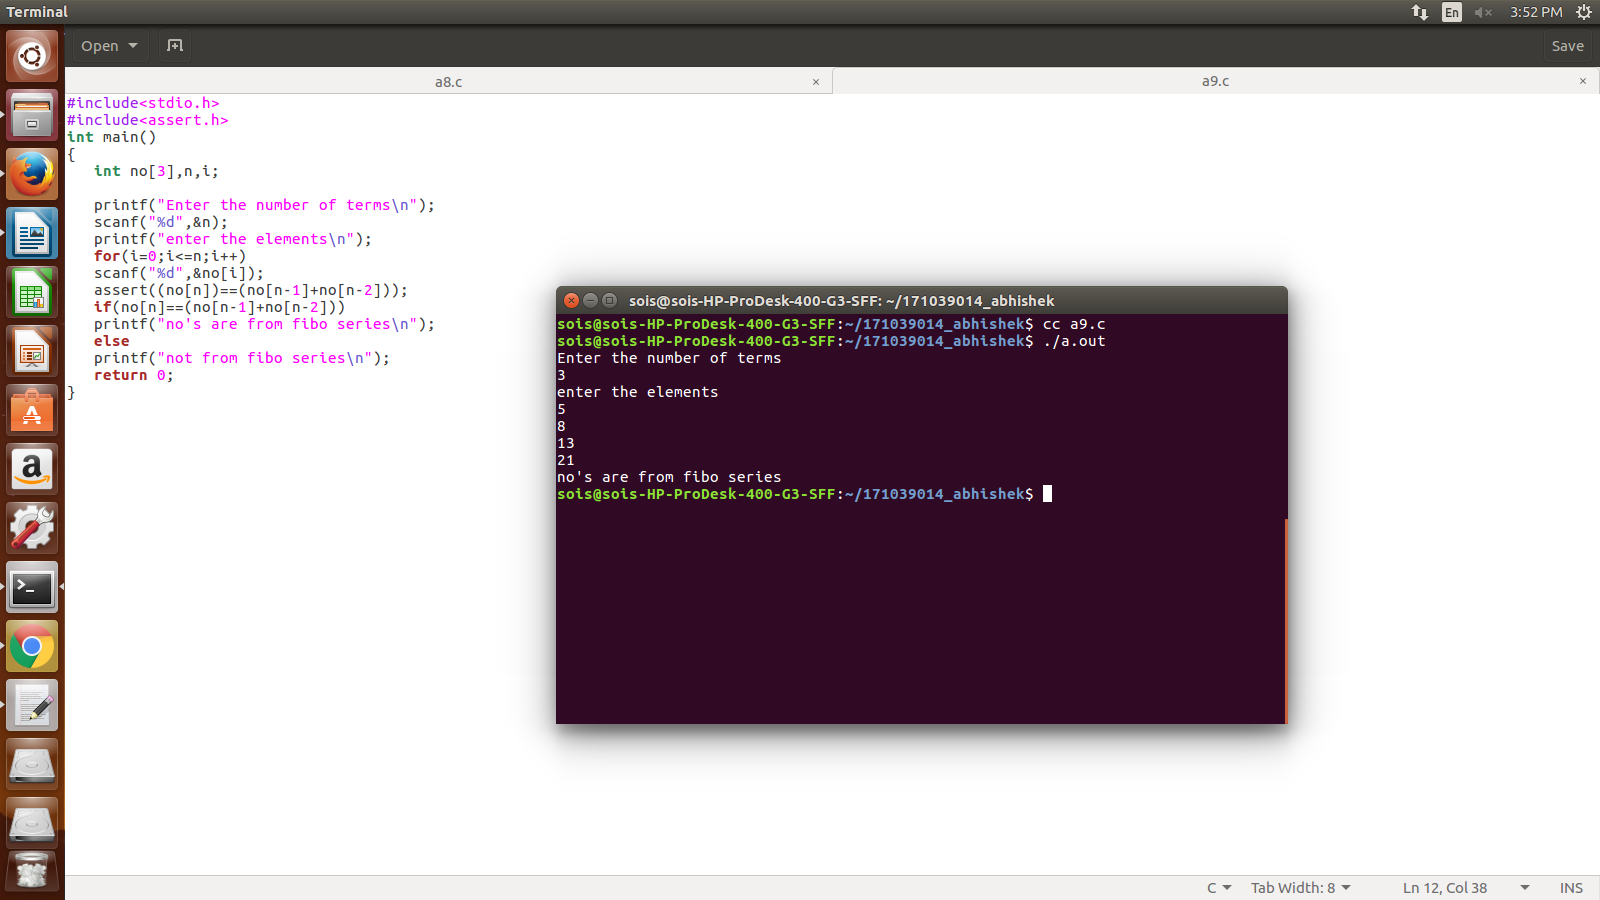 Terminal
En
3:52 PM
Open
Save
a8.c
×
a9.c
×
#include<stdio.h>
#include<assert.h>
int main()
{
int no[3],n,i;
printf("Enter the number of terms\n");
scanf("%d",&n);
printf("enter the elements\n");
for(i=0;i<=n;i++)
scanf("%d",&no[i]);
assert((no[n])==(no[n-1]+no[n-2]));
if(no[n]==(no[n-1]+no[n-2]))
printf("no's are from fibo series\n");
else
printf("not from fibo series\n");
return 0;
}
sois@sois-HP-ProDesk-400-G3-SFF: ~/171039014_abhishek
sois@sois-HP-ProDesk-400-G3-SFF:~/171039014_abhishek$ cc a9.c
sois@sois-HP-ProDesk-400-G3-SFF:~/171039014_abhishek$ ./a.out
Enter the number of terms
3
enter the elements
5
8
13
21
no's are from fibo series
sois@sois-HP-ProDesk-400-G3-SFF:~/171039014_abhishek$
C
Tab Width: 8
Ln 12, Col 38
INS